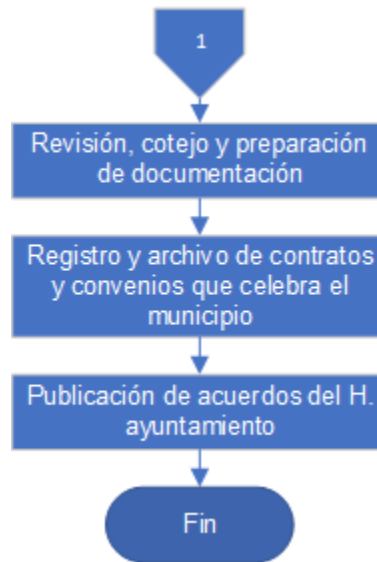 1
Revisión, cotejo y preparación
de documentación
Registro y archivo de contratos
y convenios que celebra el
municipio
Publicación de acuerdos del H.
ayuntamiento
Fin